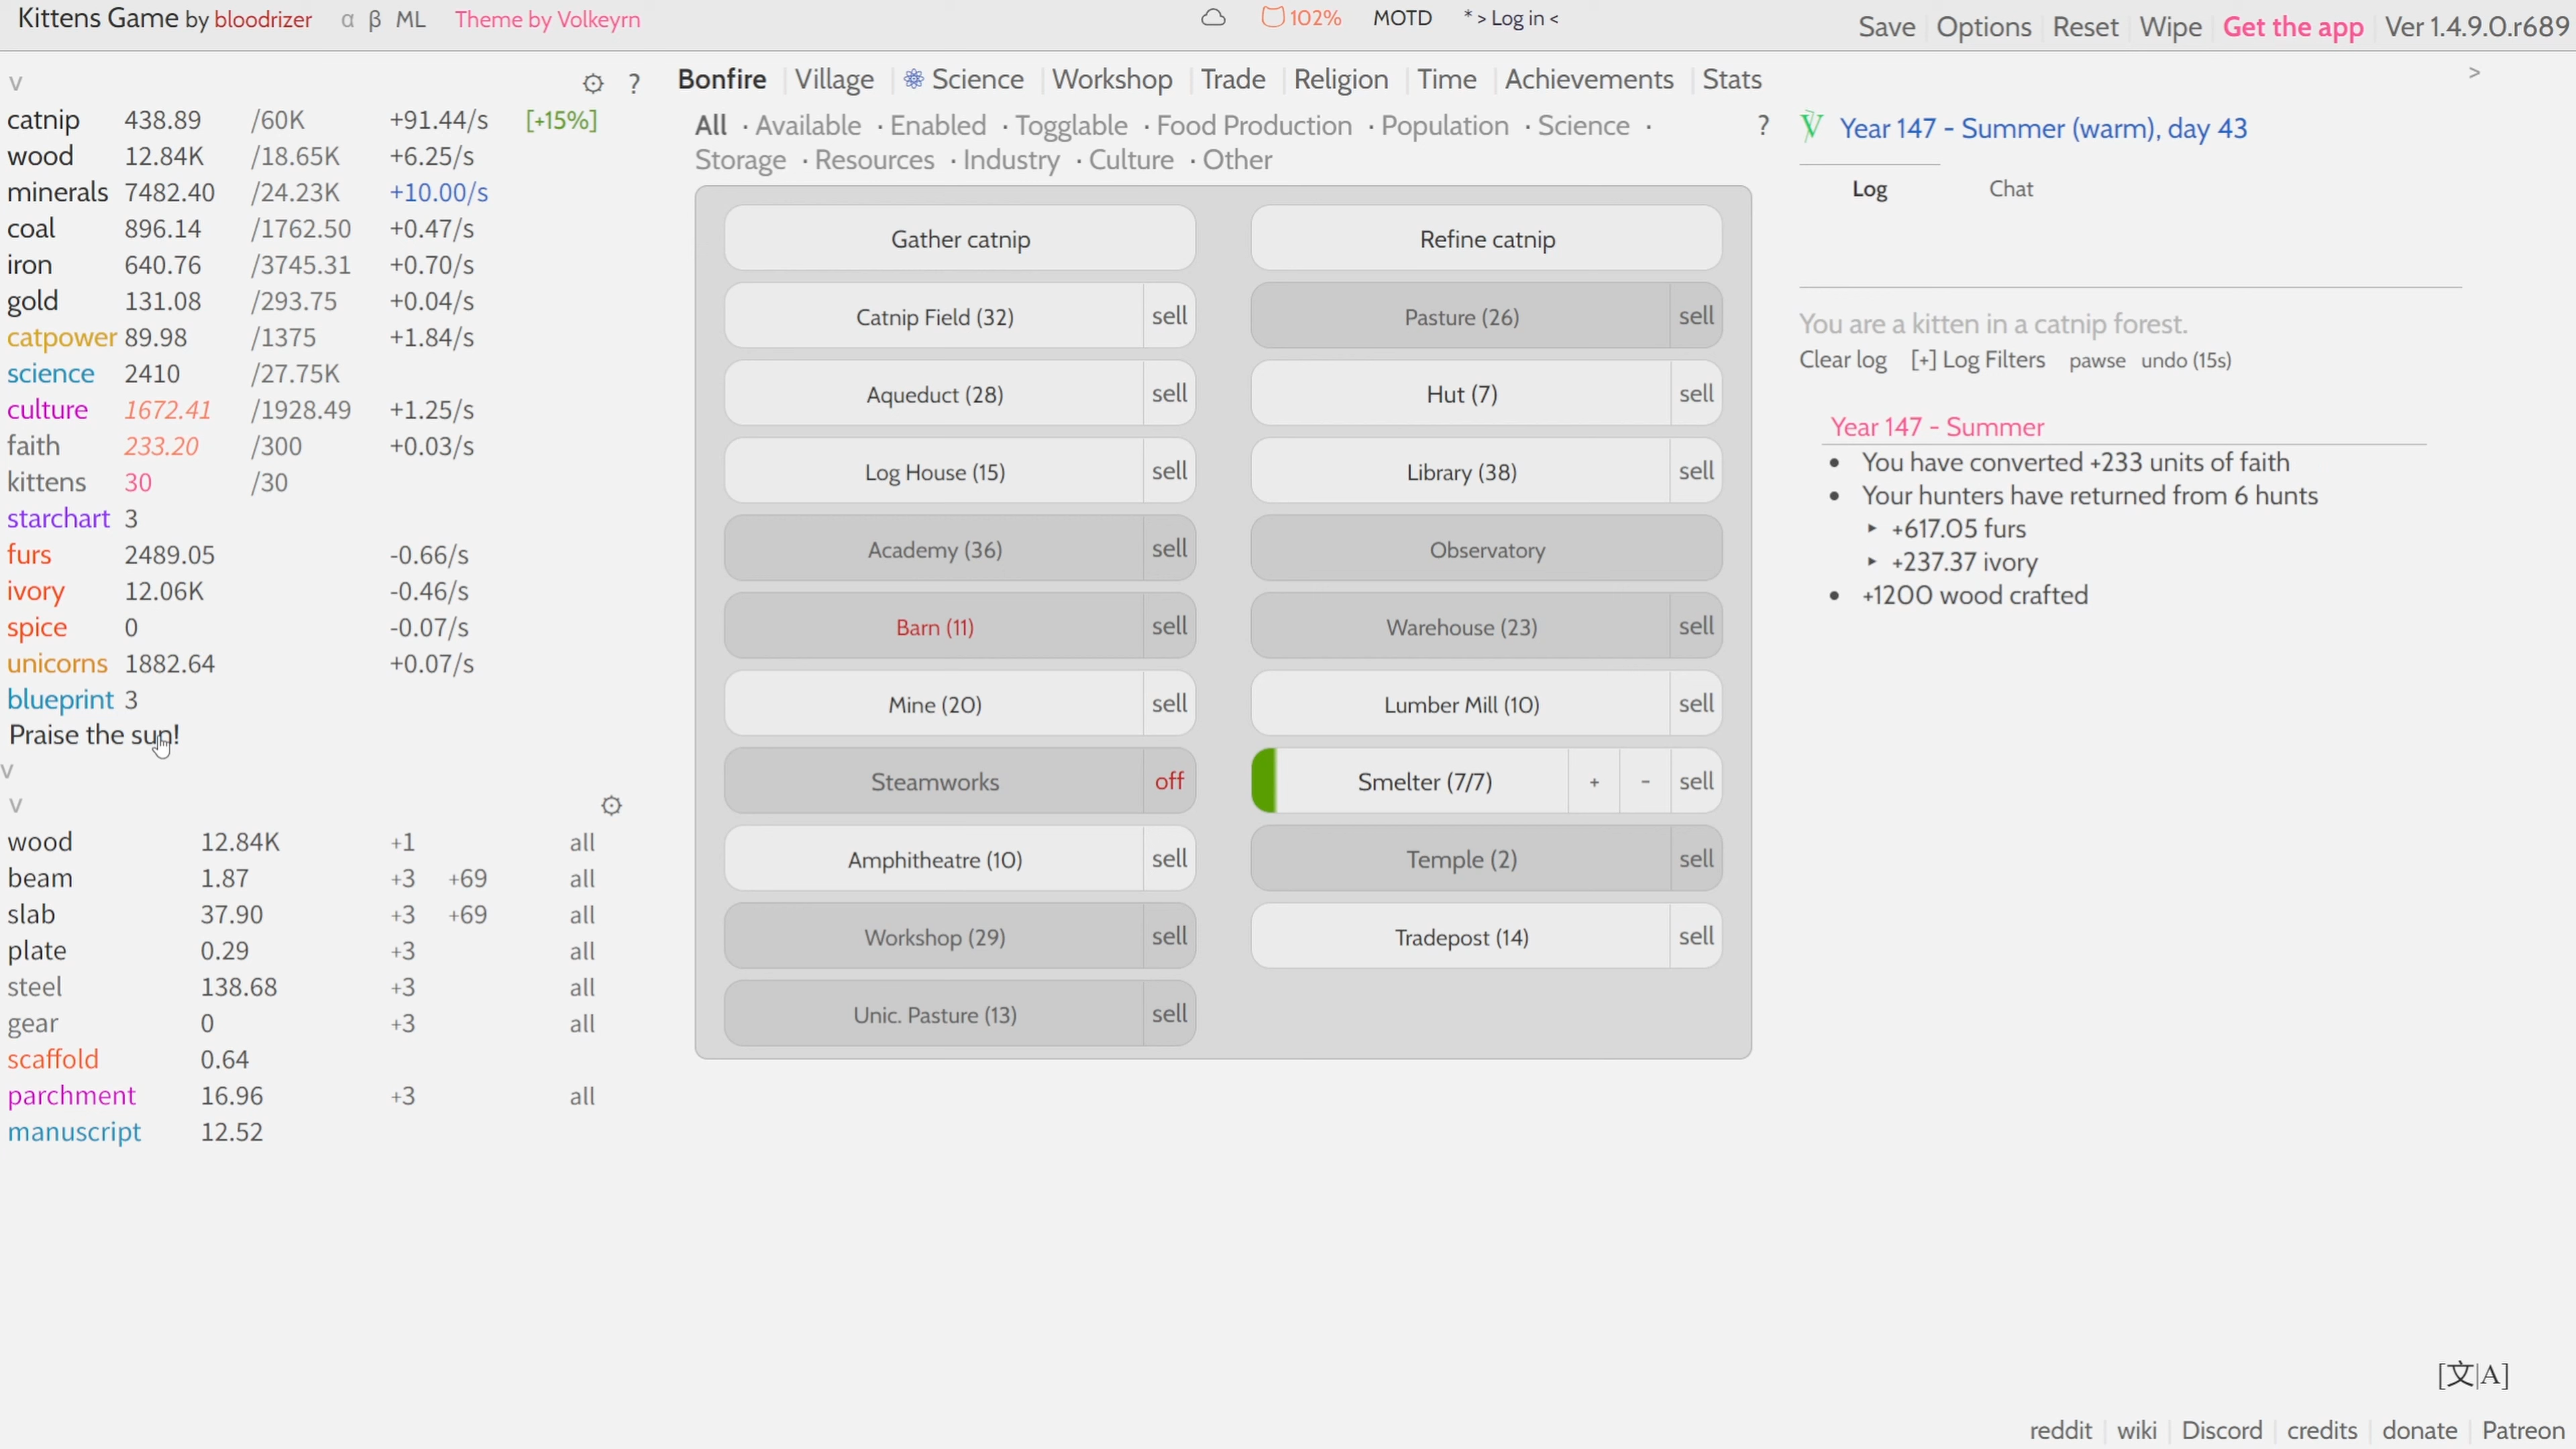 Kittens Game by bloodrizer α β ML Theme by Volkeyrn 102% MOTD * > Log in < Save Options Reset Wipe Get the app Ver 1.4.9.0.r689
v ?
catnip 438.89 /60K +91.44/s [+15%]
wood 12.84K /18.65K +6.25/s
minerals 7482.40 /24.23K +10.00/s
coal 896.14 /1762.50 +0.47/s
iron 640.76 /3745.31 +0.70/s
gold 131.08 /293.75 +0.04/s
catpower 89.98 /1375 +1.84/s
science 2410 /27.75K
culture 1672.41 /1928.49 +1.25/s
faith 233.20 /300 +0.03/s
kittens 30 /30
starchart 3
furs 2489.05 -0.66/s
ivory 12.06K -0.46/s
spice 0 -0.07/s
unicorns 1882.64 +0.07/s
blueprint 3
Praise the sun!
v
v
wood 12.84K +1 all
beam 1.87 +3 +69 all
slab 37.90 +3 +69 all
plate 0.29 +3 all
steel 138.68 +3 all
gear 0 +3 all
scaffold 0.64
parchment 16.96 +3 all
manuscript 12.52
Bonfire | Village | Science | Workshop | Trade | Religion | Time | Achievements | Stats
All · Available · Enabled · Togglable · Food Production · Population · Science · ?
Storage · Resources · Industry · Culture · Other
Gather catnip Refine catnip
Catnip Field (32) sell Pasture (26) sell
Aqueduct (28) sell Hut (7) sell
Log House (15) sell Library (38) sell
Academy (36) sell Observatory
Barn (11) sell Warehouse (23) sell
Mine (20) sell Lumber Mill (10) sell
Steamworks off Smelter (7/7) + - sell
Amphitheatre (10) sell Temple (2) sell
Workshop (29) sell Tradepost (14) sell
Unic. Pasture (13) sell
>
Year 147 - Summer (warm), day 43
Log Chat
You are a kitten in a catnip forest.
Clear log [+] Log Filters pawse undo (15s)
Year 147 - Summer
• You have converted +233 units of faith
• Your hunters have returned from 6 hunts
‣ +617.05 furs
‣ +237.37 ivory
• +1200 wood crafted
[文|A]
reddit | wiki | Discord | credits | donate | Patreon